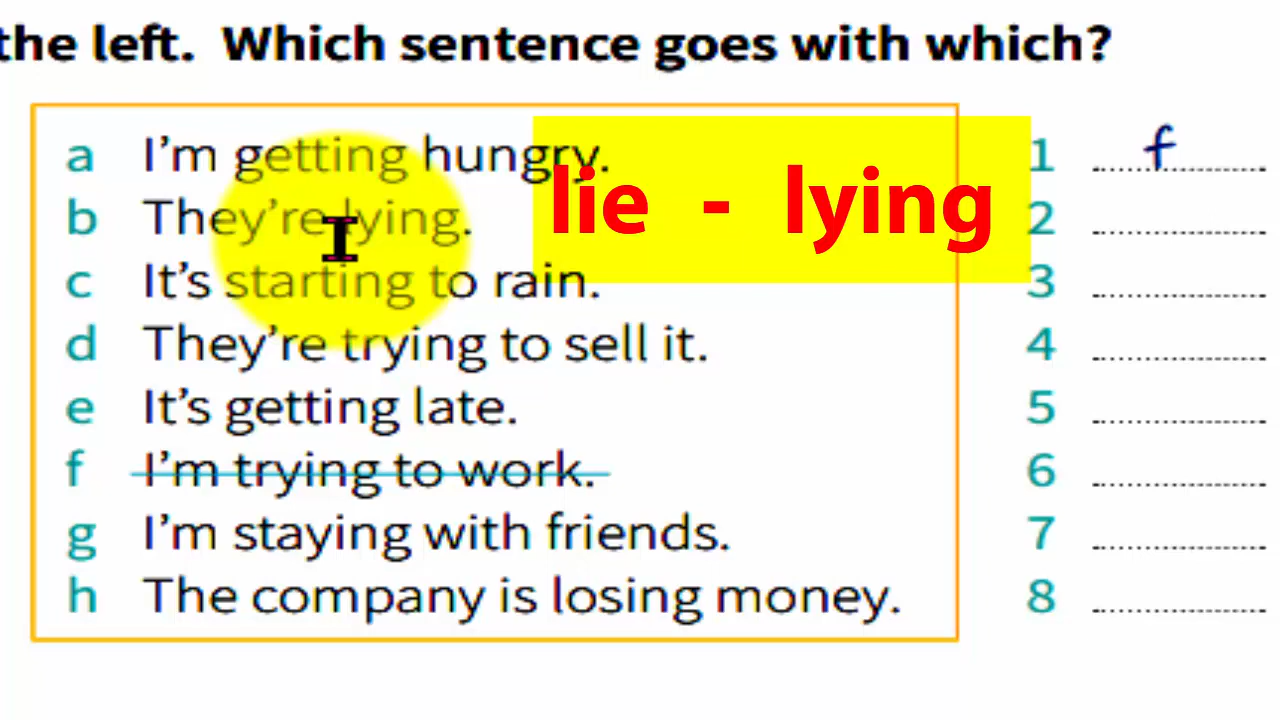 the left. Which sentence goes with which?
a I'm getting hungry.
b They're lying.
c It's starting to rain.
d They're trying to sell it.
e It's getting late.
f I'm trying to work.
g I'm staying with friends.
h The company is losing money.
lie - lying
1 f
2
3
4
5
6
7
8